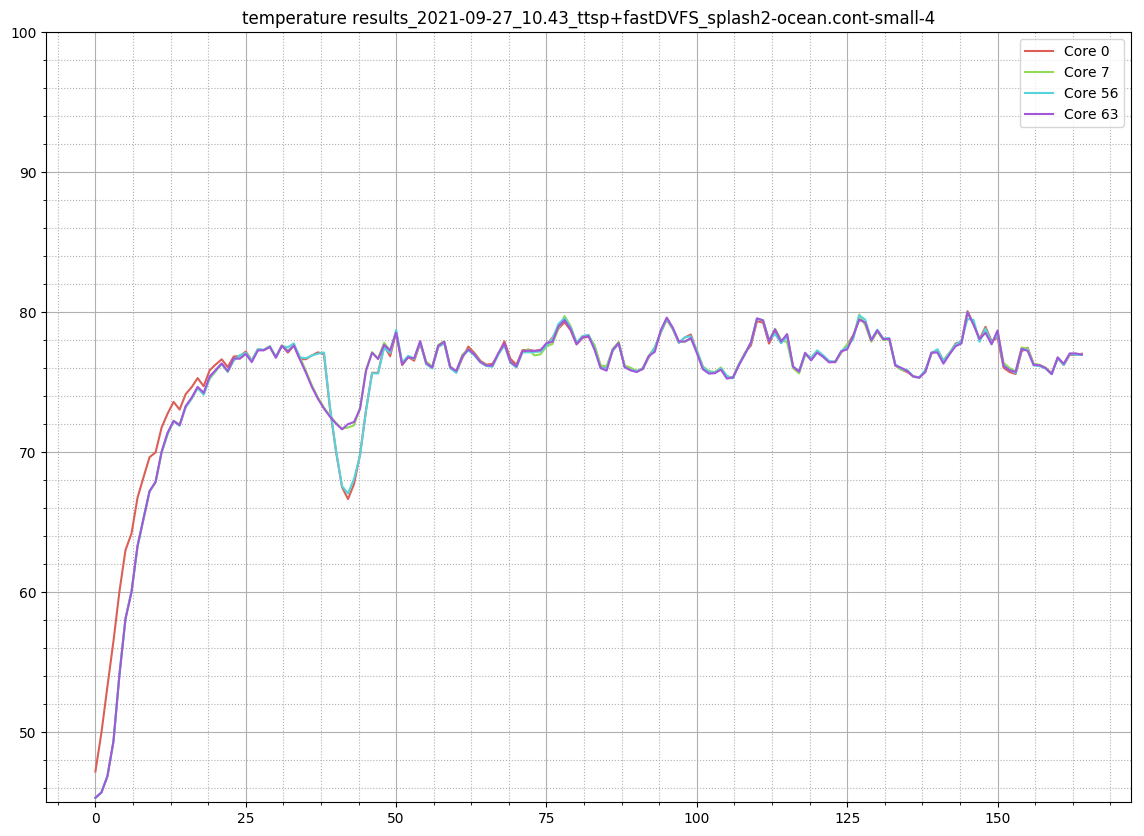 temperature results_2021-09-27_10.43_ttsp+fastDVFS_splash2-ocean.cont-small-4
100
90
80
70
60
50
0 25 50 75 100 125 150
Core 0
Core 7
Core 56
Core 63